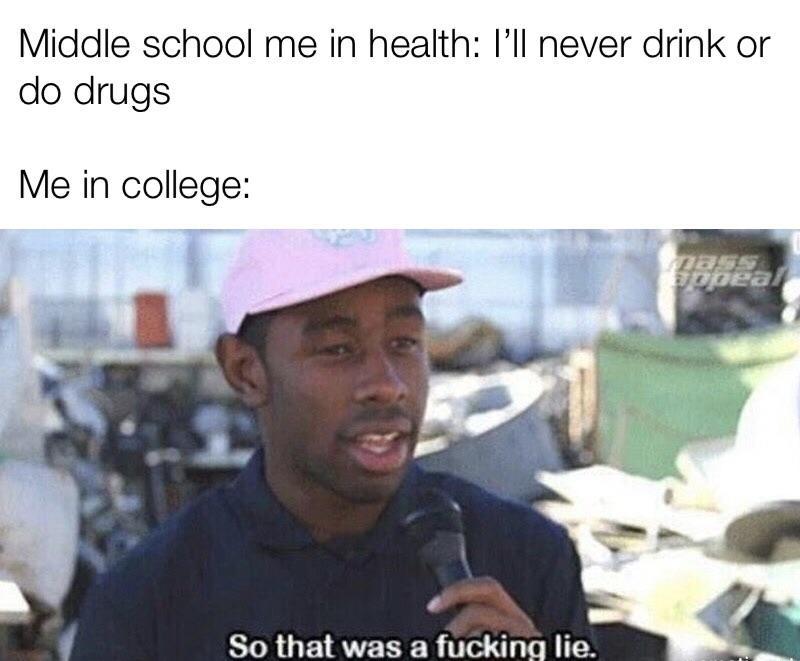 Middle school me in health: I’ll never drink or
do drugs
Me in college:
mass
appeal
So that was a fucking lie.